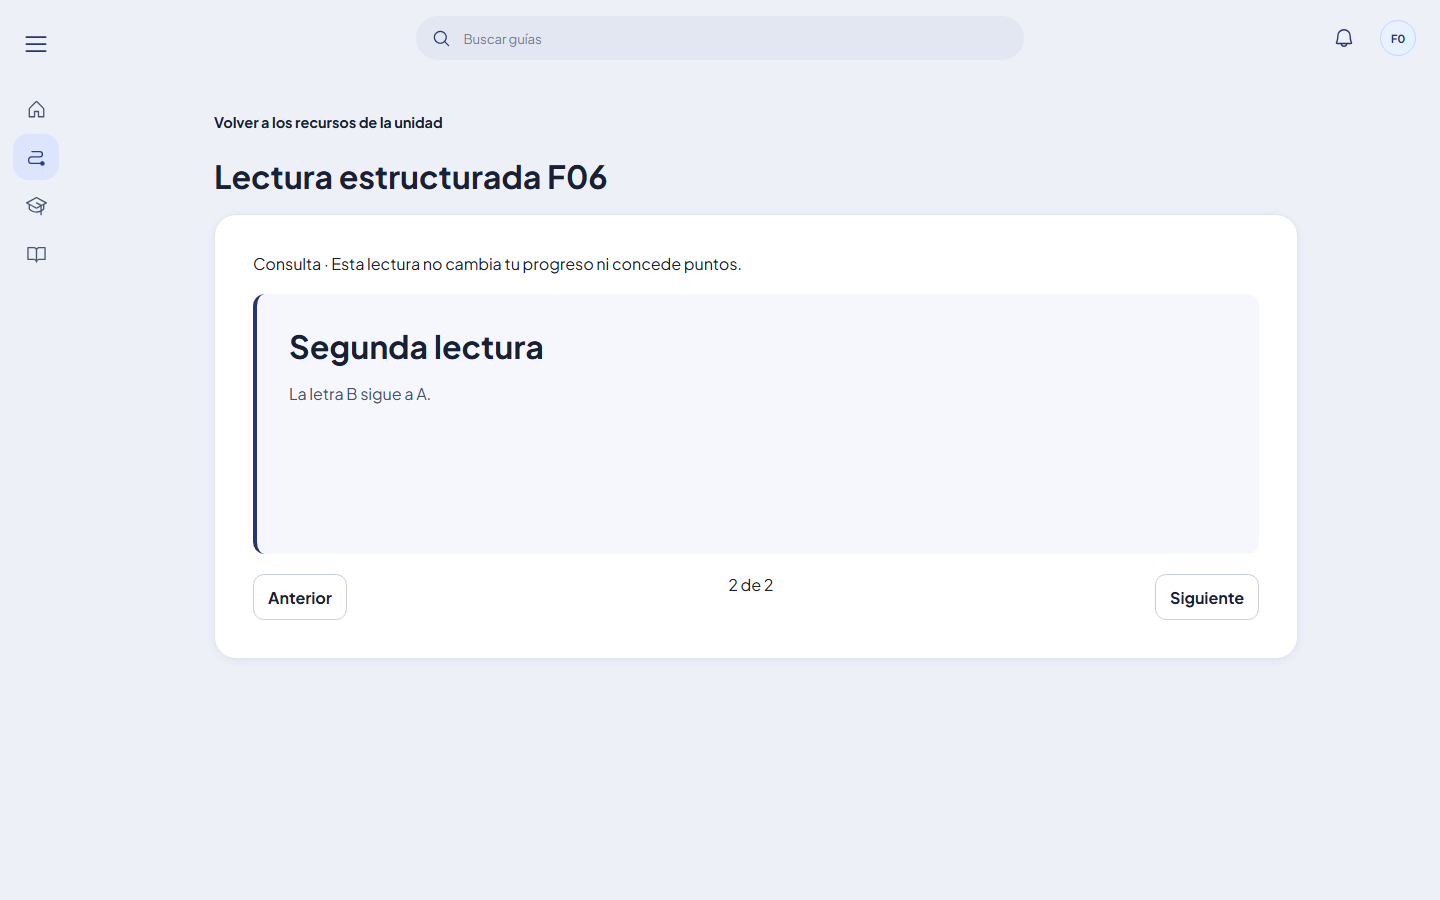 Buscar guías
F0
Volver a los recursos de la unidad
Lectura estructurada F06
Consulta · Esta lectura no cambia tu progreso ni concede puntos.
Segunda lectura
La letra B sigue a A.
Anterior
2 de 2
Siguiente